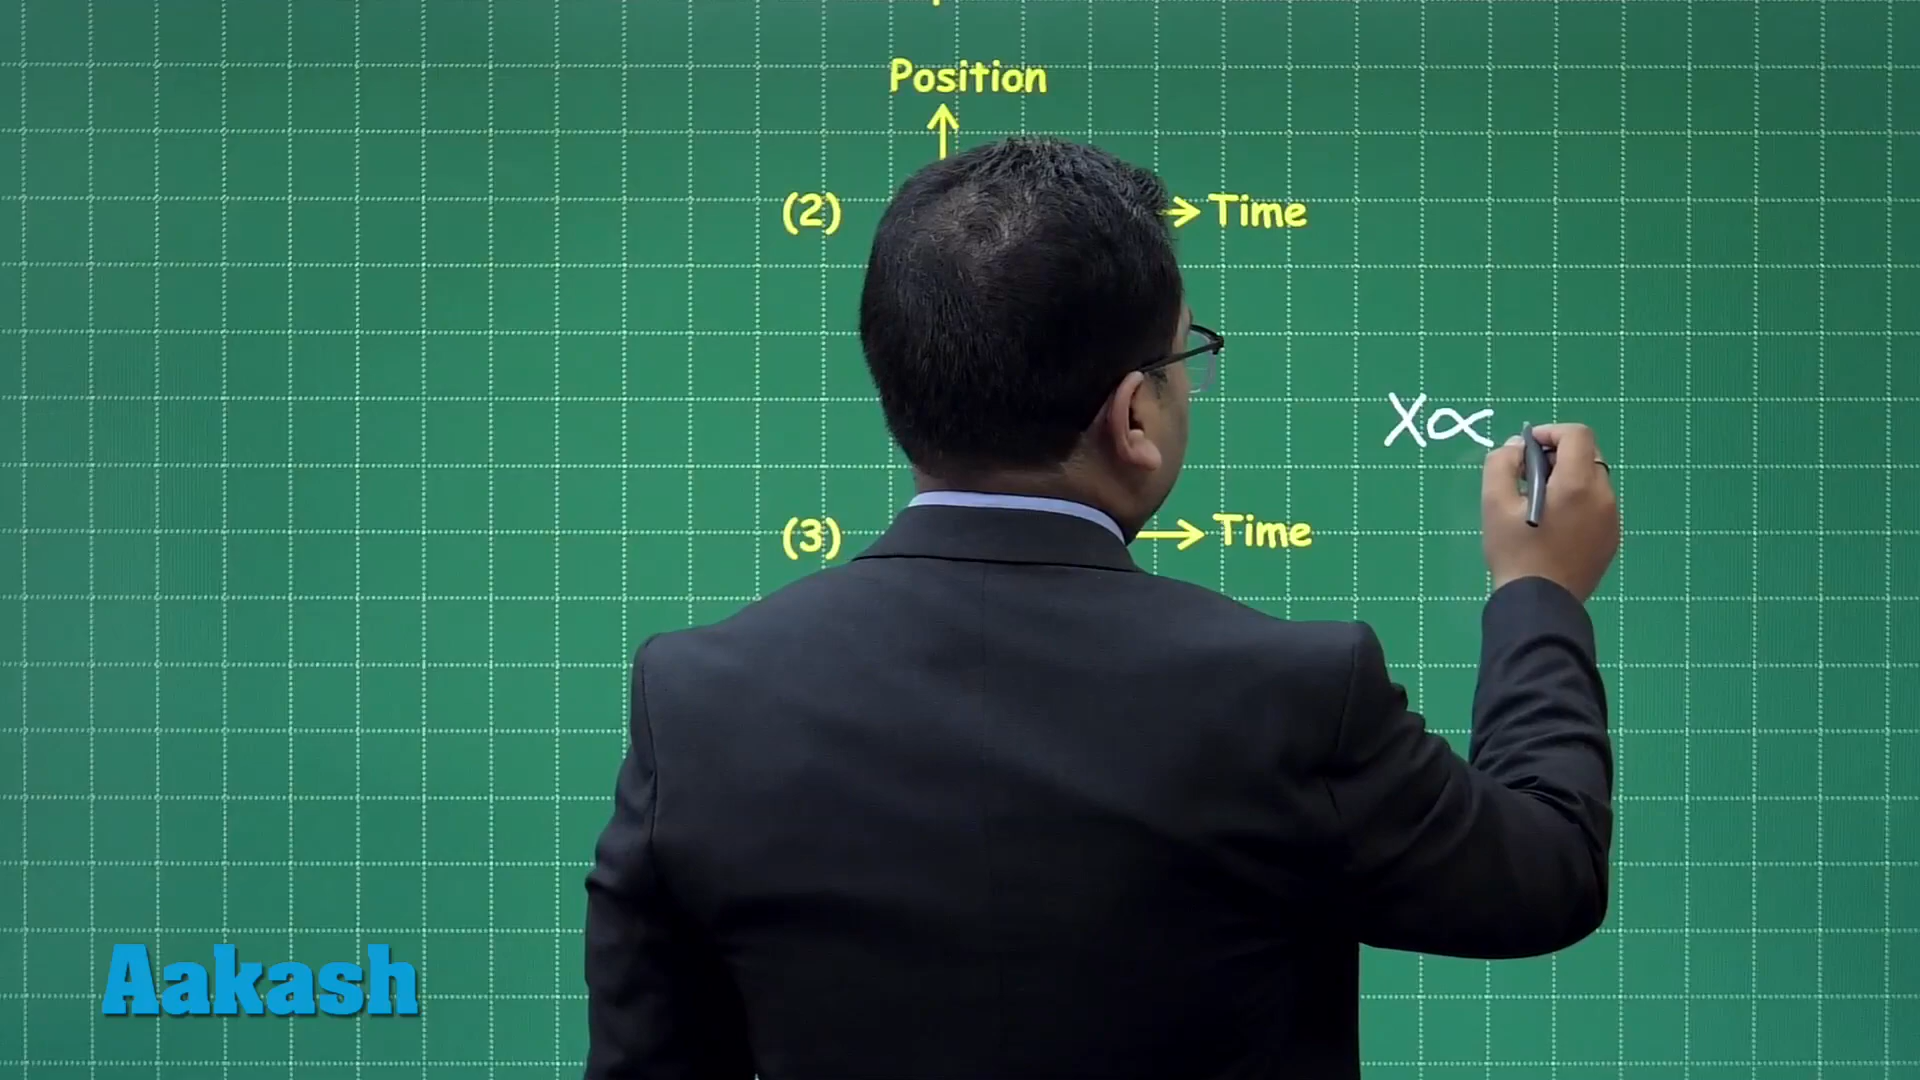 Position
(2) Time
X∝
(3) Time
Aakash